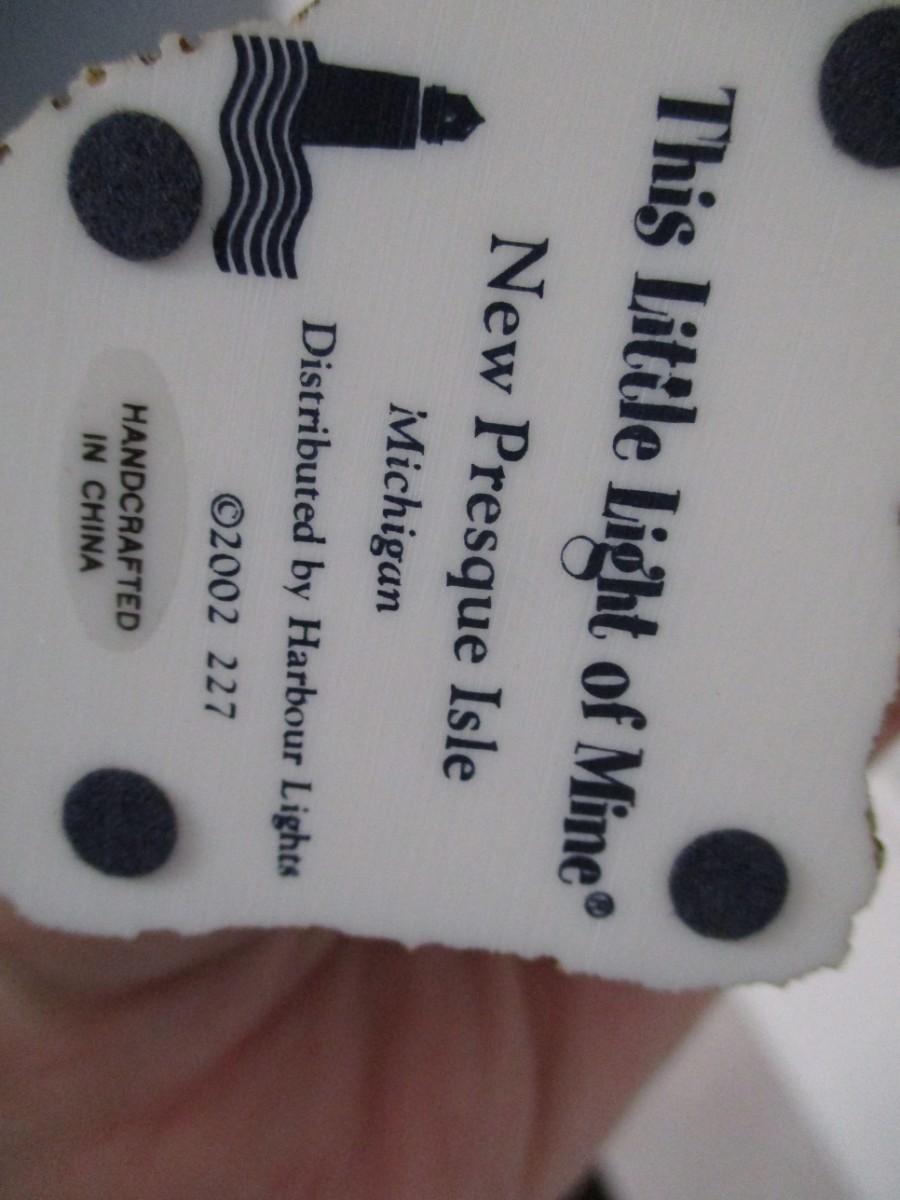 This Little Light of Mine®
New Presque Isle
Michigan
Distributed by Harbour Lights
©2002 227
HANDCRAFTED
IN CHINA